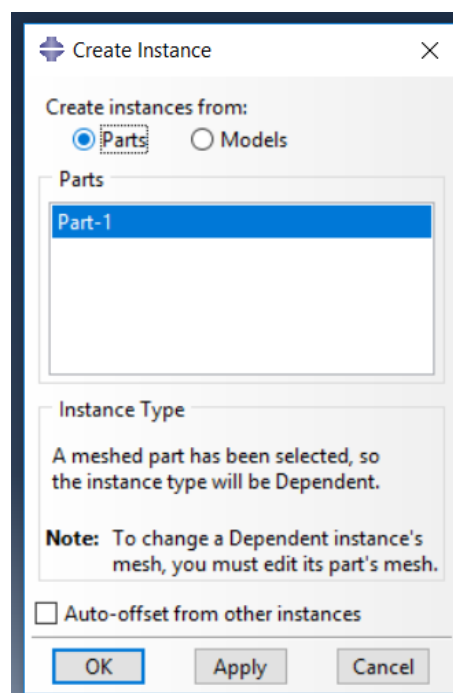 Create Instance
Create instances from:
Parts Models
Parts
Part-1
Instance Type
A meshed part has been selected, so
the instance type will be Dependent.
Note: To change a Dependent instance's
mesh, you must edit its part's mesh.
Auto-offset from other instances
OK Apply Cancel